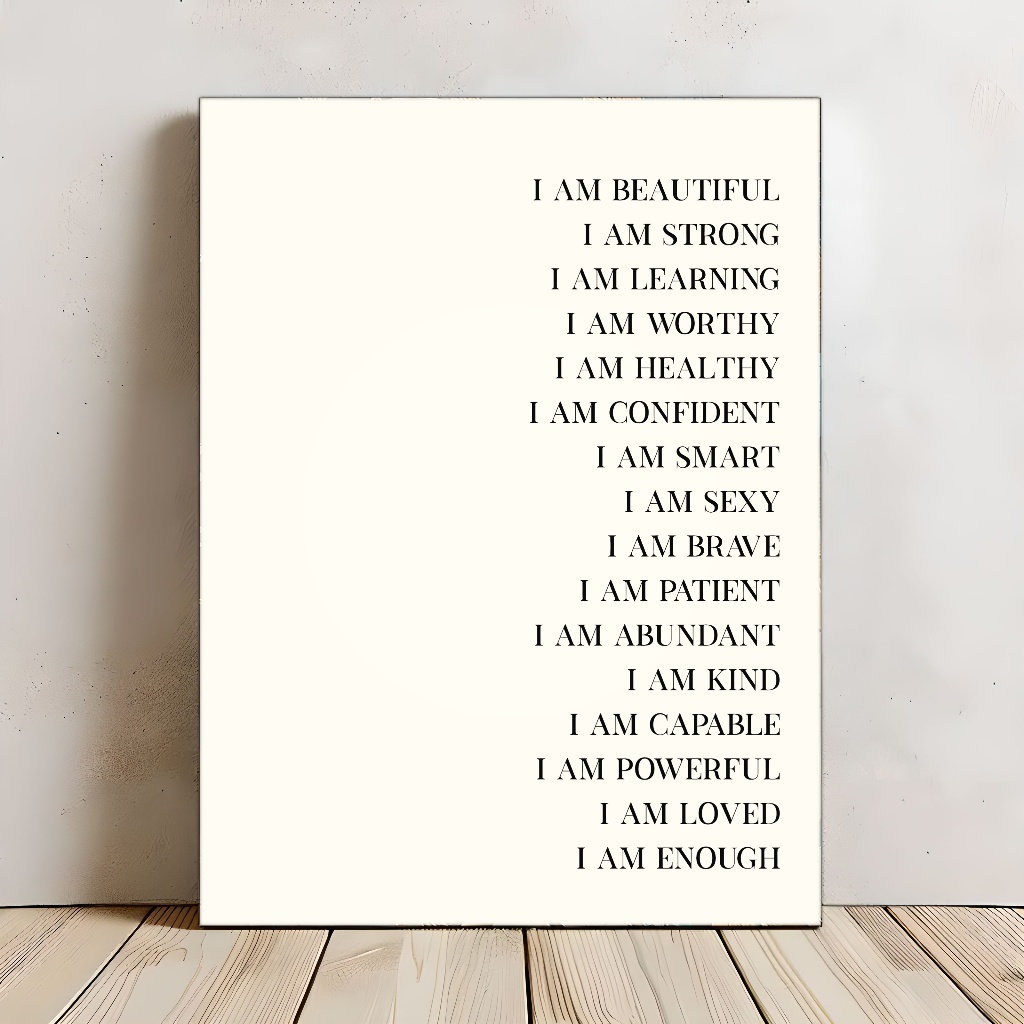 I AM BEAUTIFUL
I AM STRONG
I AM LEARNING
I AM WORTHY
I AM HEALTHY
I AM CONFIDENT
I AM SMART
I AM SEXY
I AM BRAVE
I AM PATIENT
I AM ABUNDANT
I AM KIND
I AM CAPABLE
I AM POWERFUL
I AM LOVED
I AM ENOUGH